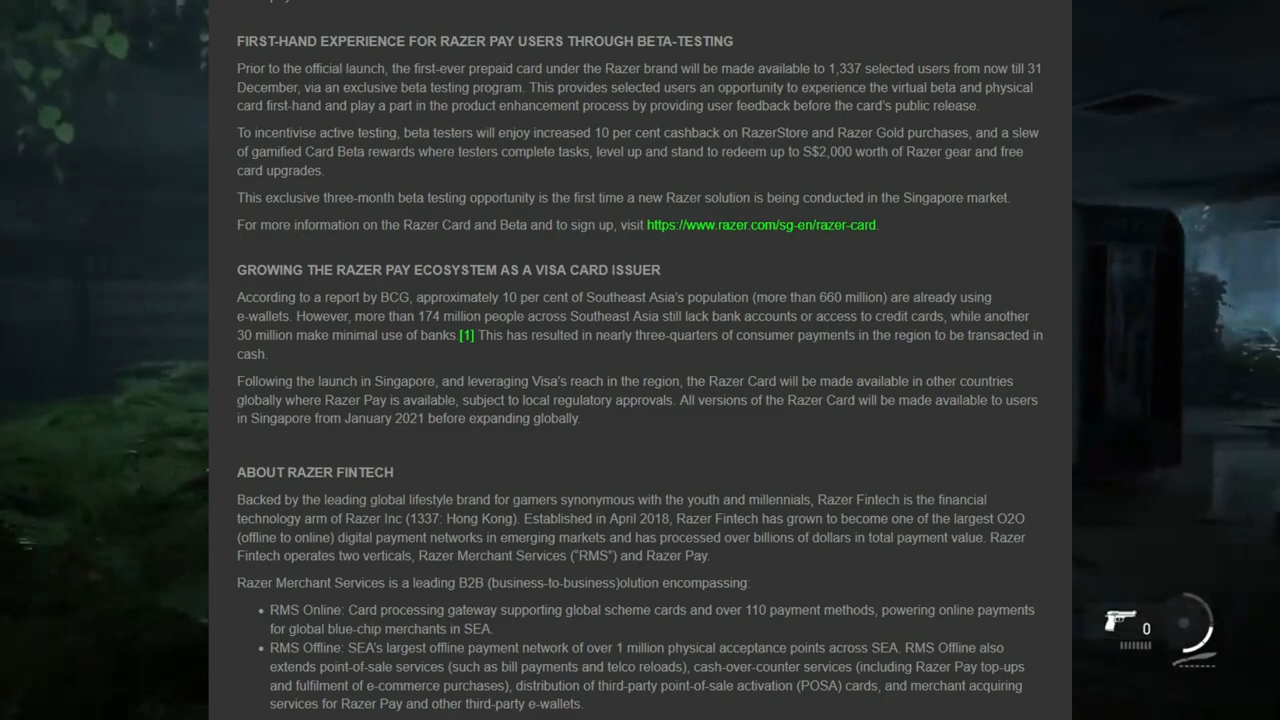 FIRST-HAND EXPERIENCE FOR RAZER PAY USERS THROUGH BETA-TESTING
Prior to the official launch, the first-ever prepaid card under the Razer brand will be made available to 1,337 selected users from now till 31
December, via an exclusive beta testing program. This provides selected users an opportunity to experience the virtual beta and physical
card first-hand and play a part in the product enhancement process by providing user feedback before the card's public release.
To incentivise active testing, beta testers will enjoy increased 10 per cent cashback on RazerStore and Razer Gold purchases, and a slew
of gamified Card Beta rewards where testers complete tasks, level up and stand to redeem up to S$2,000 worth of Razer gear and free
card upgrades.
This exclusive three-month beta testing opportunity is the first time a new Razer solution is being conducted in the Singapore market.
For more information on the Razer Card and Beta and to sign up, visit https://www.razer.com/sg-en/razer-card.
GROWING THE RAZER PAY ECOSYSTEM AS A VISA CARD ISSUER
According to a report by BCG, approximately 10 per cent of Southeast Asia's population (more than 660 million) are already using
e-wallets. However, more than 174 million people across Southeast Asia still lack bank accounts or access to credit cards, while another
30 million make minimal use of banks.[1] This has resulted in nearly three-quarters of consumer payments in the region to be transacted in
cash.
Following the launch in Singapore, and leveraging Visa's reach in the region, the Razer Card will be made available in other countries
globally where Razer Pay is available, subject to local regulatory approvals. All versions of the Razer Card will be made available to users
in Singapore from January 2021 before expanding globally.
ABOUT RAZER FINTECH
Backed by the leading global lifestyle brand for gamers synonymous with the youth and millennials, Razer Fintech is the financial
technology arm of Razer Inc (1337: Hong Kong). Established in April 2018, Razer Fintech has grown to become one of the largest O2O
(offline to online) digital payment networks in emerging markets and has processed over billions of dollars in total payment value. Razer
Fintech operates two verticals, Razer Merchant Services ("RMS") and Razer Pay.
Razer Merchant Services is a leading B2B (business-to-business)olution encompassing:
• RMS Online: Card processing gateway supporting global scheme cards and over 110 payment methods, powering online payments
for global blue-chip merchants in SEA.
• RMS Offline: SEA's largest offline payment network of over 1 million physical acceptance points across SEA. RMS Offline also
extends point-of-sale services (such as bill payments and telco reloads), cash-over-counter services (including Razer Pay top-ups
and fulfilment of e-commerce purchases), distribution of third-party point-of-sale activation (POSA) cards, and merchant acquiring
services for Razer Pay and other third-party e-wallets.
0